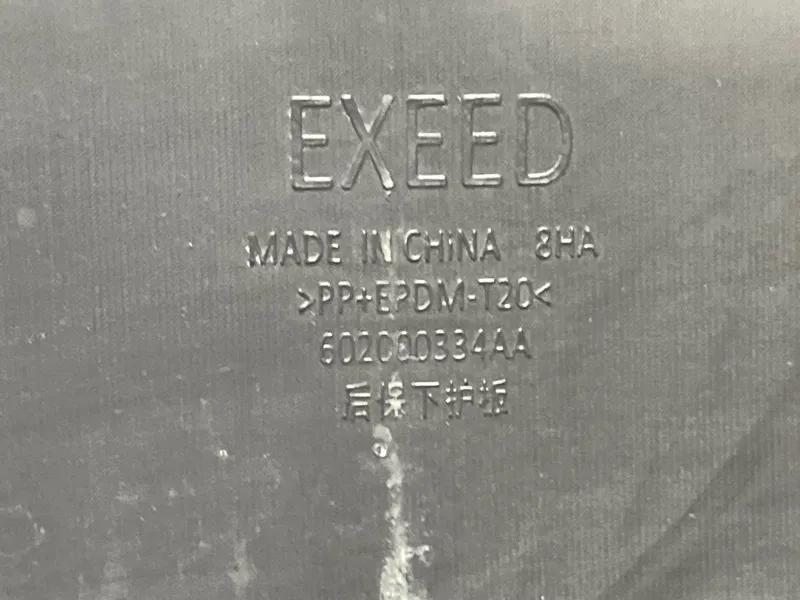 EXEED
MADE IN CHINA 8HA
>PP+EPDM-T20<
602000334AA
后保下护板